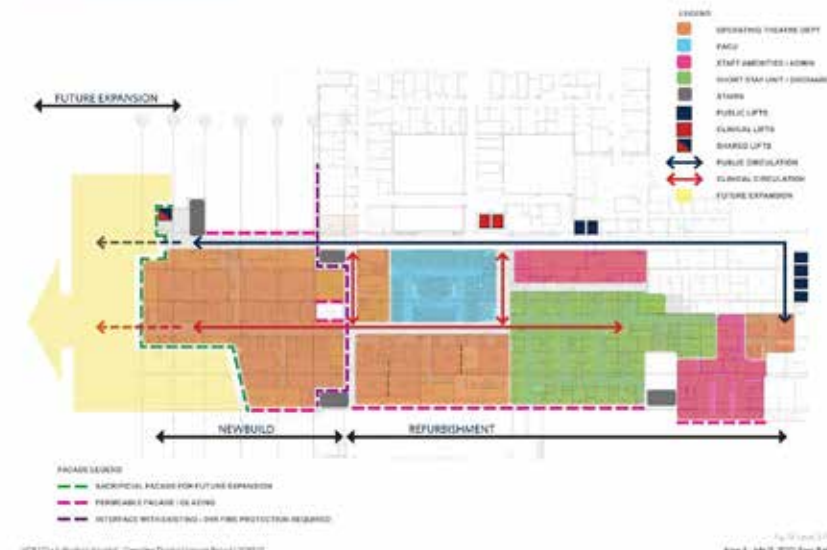 LEGEND
OPERATING THEATRE DEPT
PACU
STAFF AMENITIES / ADMIN
SHORT STAY UNIT / DISCHARGE
STAIRS
PUBLIC LIFTS
CLINICAL LIFTS
SHARED LIFTS
PUBLIC CIRCULATION
CLINICAL CIRCULATION
FUTURE EXPANSION
FUTURE EXPANSION
NEWBUILD
REFURBISHMENT
FACADE LEGEND
SACRIFICIAL FACADE FOR FUTURE EXPANSION
PERMEABLE FACADE / GLAZING
INTERFACE WITH EXISTING - 2HR FIRE PROTECTION REQUIRED